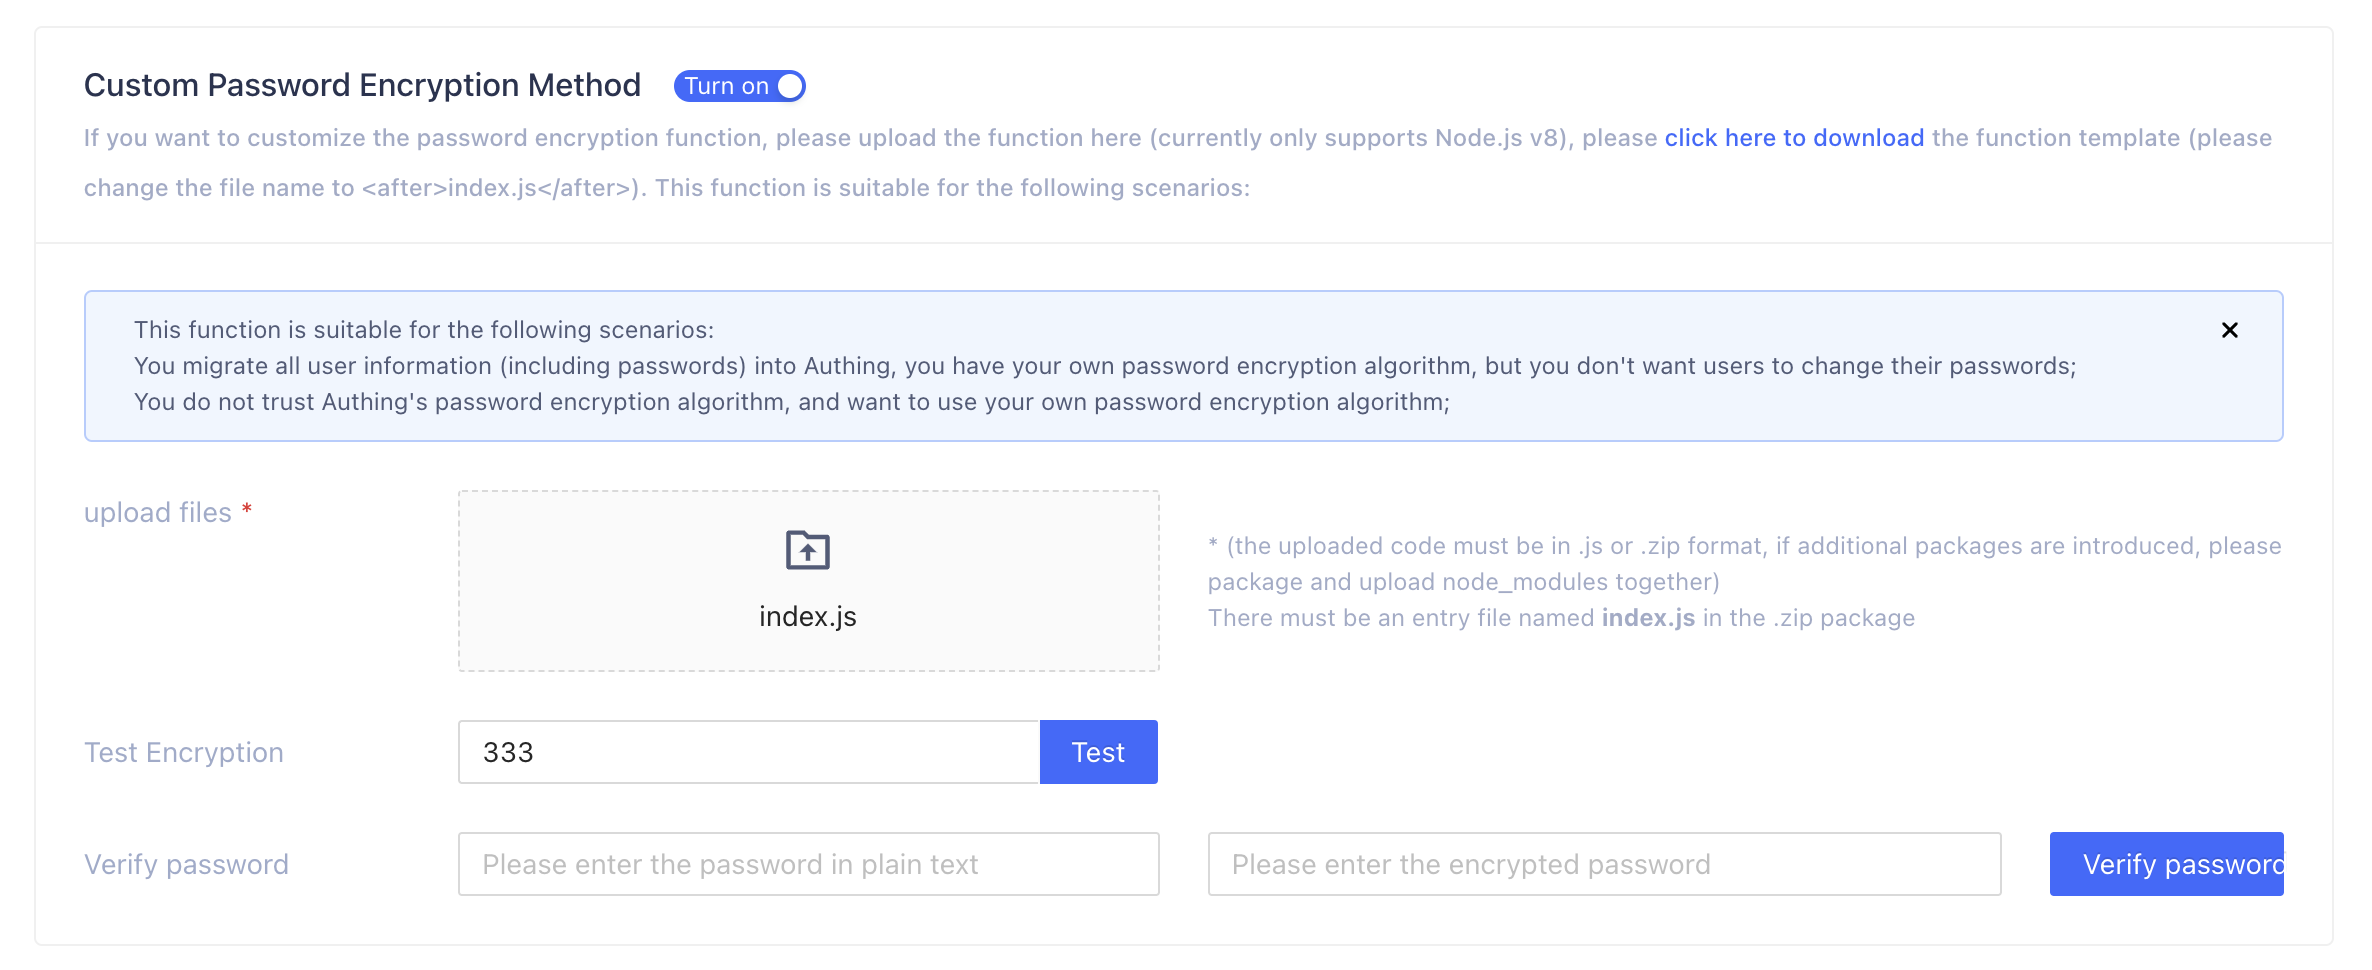 Custom Password Encryption Method Turn on
If you want to customize the password encryption function, please upload the function here (currently only supports Node.js v8), please click here to download the function template (please
change the file name to <after>index.js</after>). This function is suitable for the following scenarios:
This function is suitable for the following scenarios:
You migrate all user information (including passwords) into Authing, you have your own password encryption algorithm, but you don't want users to change their passwords;
You do not trust Authing's password encryption algorithm, and want to use your own password encryption algorithm;
upload files *
index.js
* (the uploaded code must be in .js or .zip format, if additional packages are introduced, please
package and upload node_modules together)
There must be an entry file named index.js in the .zip package
Test Encryption 333 Test
Verify password Please enter the password in plain text Please enter the encrypted password Verify password